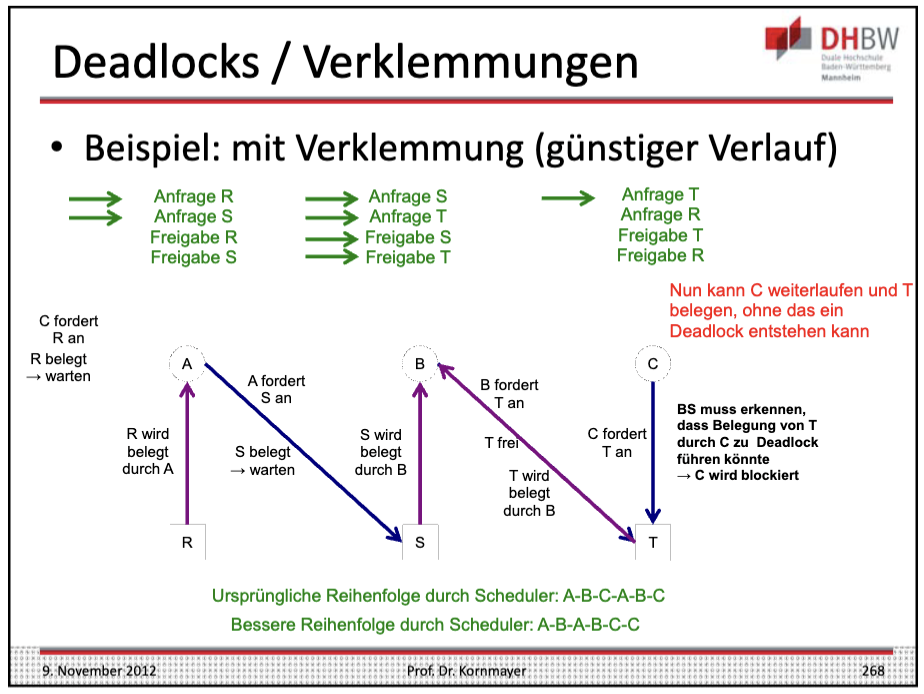 Deadlocks / Verklemmungen
DHBW
Duale Hochschule
Baden-Württemberg
Mannheim
• Beispiel: mit Verklemmung (günstiger Verlauf)
Anfrage R
Anfrage S
Freigabe R
Freigabe S
Anfrage S
Anfrage T
Freigabe S
Freigabe T
Anfrage T
Anfrage R
Freigabe T
Freigabe R
Nun kann C weiterlaufen und T
belegen, ohne das ein
Deadlock entstehen kann
C fordert
R an
R belegt
→ warten
A
B
C
A fordert
S an
B fordert
T an
R wird
belegt
durch A
S belegt
→ warten
S wird
belegt
durch B
T frei
T wird
belegt
durch B
C fordert
T an
BS muss erkennen,
dass Belegung von T
durch C zu Deadlock
führen könnte
→ C wird blockiert
R
S
T
Ursprüngliche Reihenfolge durch Scheduler: A-B-C-A-B-C
Bessere Reihenfolge durch Scheduler: A-B-A-B-C-C
9. November 2012
Prof. Dr. Kornmayer
268